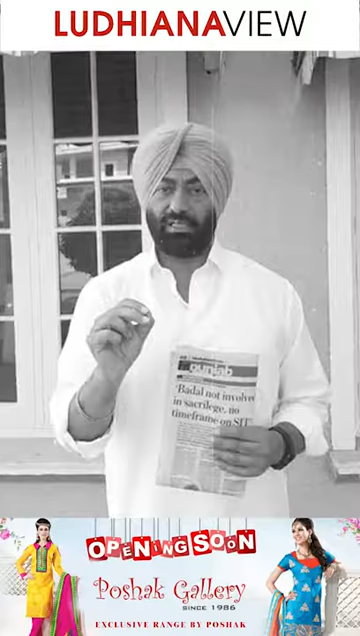 LUDHIANAVIEW
punjab
'Badal not involve
in sacrilege, no
timeframe on SIT'
OPENING SOON
Poshak Gallery
SINCE 1986
EXCLUSIVE RANGE BY POSHAK